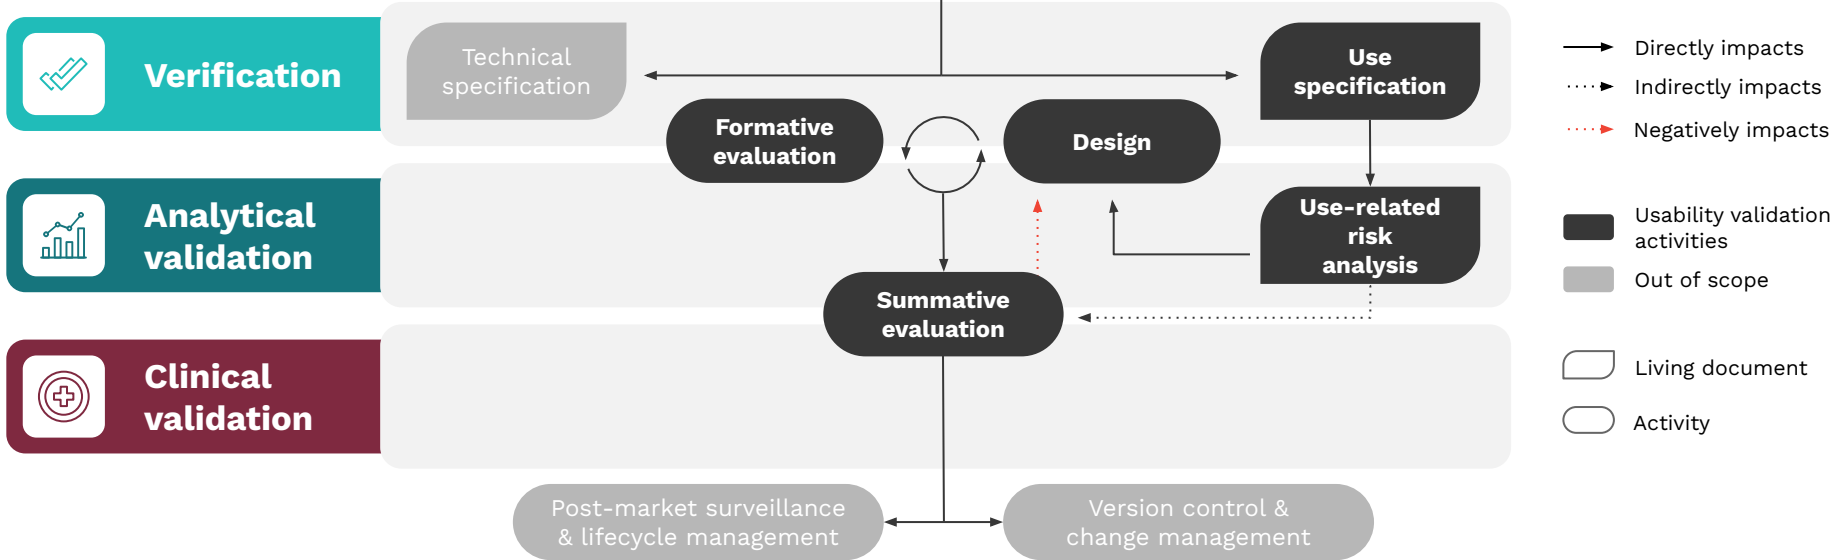 Verification
Technical
specification
Use
specification
Formative
evaluation
Design
Analytical
validation
Use-related
risk
analysis
Summative
evaluation
Clinical
validation
Post-market surveillance
& lifecycle management
Version control &
change management
Directly impacts
Indirectly impacts
Negatively impacts
Usability validation
activities
Out of scope
Living document
Activity